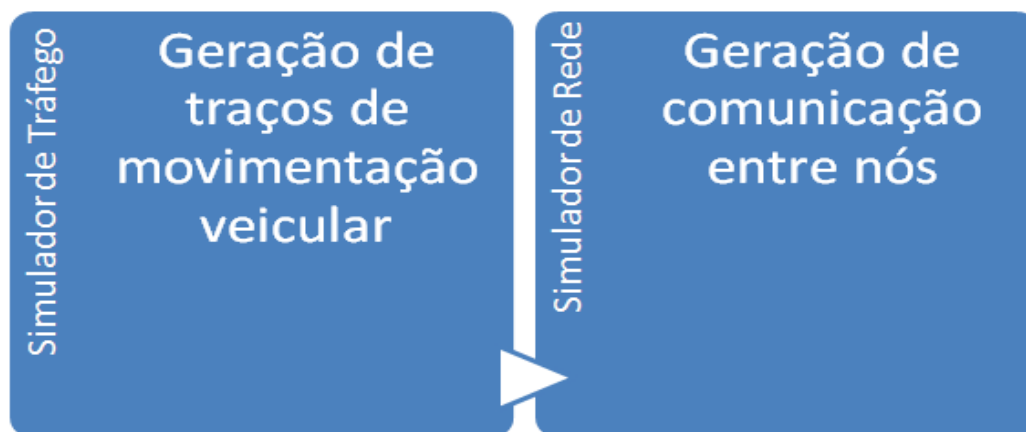 Simulador de Tráfego
Geração de
traços de
movimentação
veicular
Simulador de Rede
Geração de
comunicação
entre nós